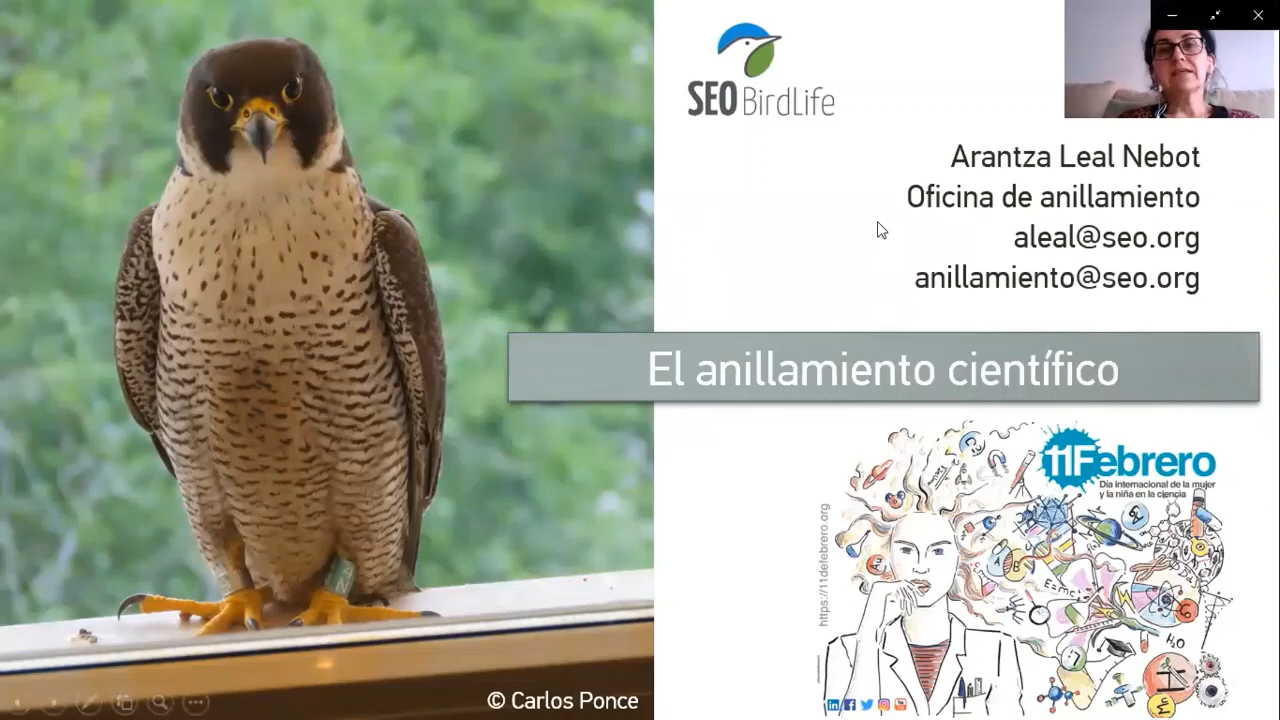 SEO BirdLife
Arantza Leal Nebot
Oficina de anillamiento
aleal@seo.org
anillamiento@seo.org
El anillamiento científico
11Febrero
Día internacional de la mujer
y la niña en la ciencia
https://11defebrero.org
H₂O
© Carlos Ponce